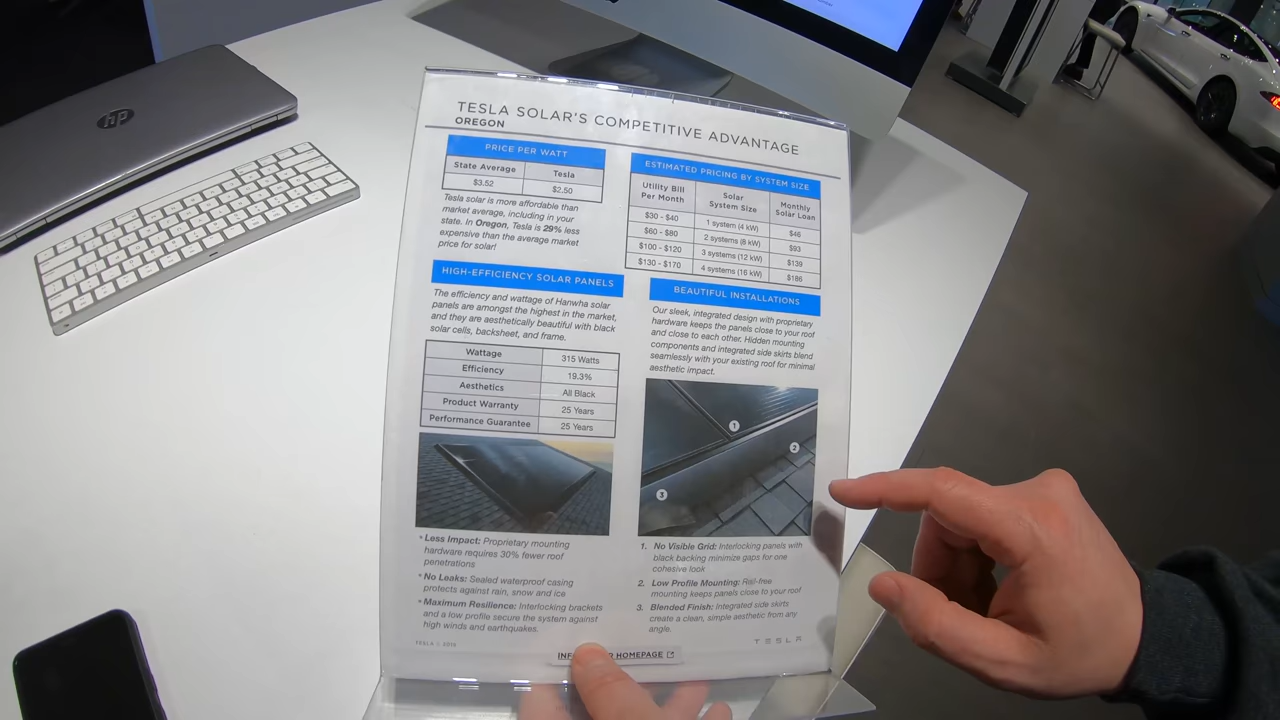 hp
TESLA SOLAR'S COMPETITIVE ADVANTAGE
OREGON
PRICE PER WATT
State Average Tesla
$3.52 $2.50
Tesla solar is more affordable than
market average, including in your
state. In Oregon, Tesla is 29% less
expensive than the average market
price for solar!
ESTIMATED PRICING BY SYSTEM SIZE
Utility Bill Per Month Solar System Size Monthly Solar Loan
$30 - $40 1 system (4 kW) $46
$60 - $80 2 systems (8 kW) $93
$100 - $120 3 systems (12 kW) $139
$130 - $170 4 systems (16 kW) $186
HIGH-EFFICIENCY SOLAR PANELS
The efficiency and wattage of Hanwha solar
panels are amongst the highest in the market,
and they are aesthetically beautiful with black
solar cells, backsheet, and frame.
Wattage 315 Watts
Efficiency 19.3%
Aesthetics All Black
Product Warranty 25 Years
Performance Guarantee 25 Years
BEAUTIFUL INSTALLATIONS
Our sleek, integrated design with proprietary
hardware keeps the panels close to your roof
and close to each other. Hidden mounting
components and integrated side skirts blend
seamlessly with your existing roof for minimal
aesthetic impact.
1
2
3
• Less Impact: Proprietary mounting
hardware requires 30% fewer roof
penetrations
• No Leaks: Sealed waterproof casing
protects against rain, snow and ice
• Maximum Resilience: Interlocking brackets
and a low profile secure the system against
high winds and earthquakes.
1. No Visible Grid: Interlocking panels with
black backing minimize gaps for one
cohesive look
2. Low Profile Mounting: Rail-free
mounting keeps panels close to your roof
3. Blended Finish: Integrated side skirts
create a clean, simple aesthetic from any
angle.
TESLA
HOMEPAGE